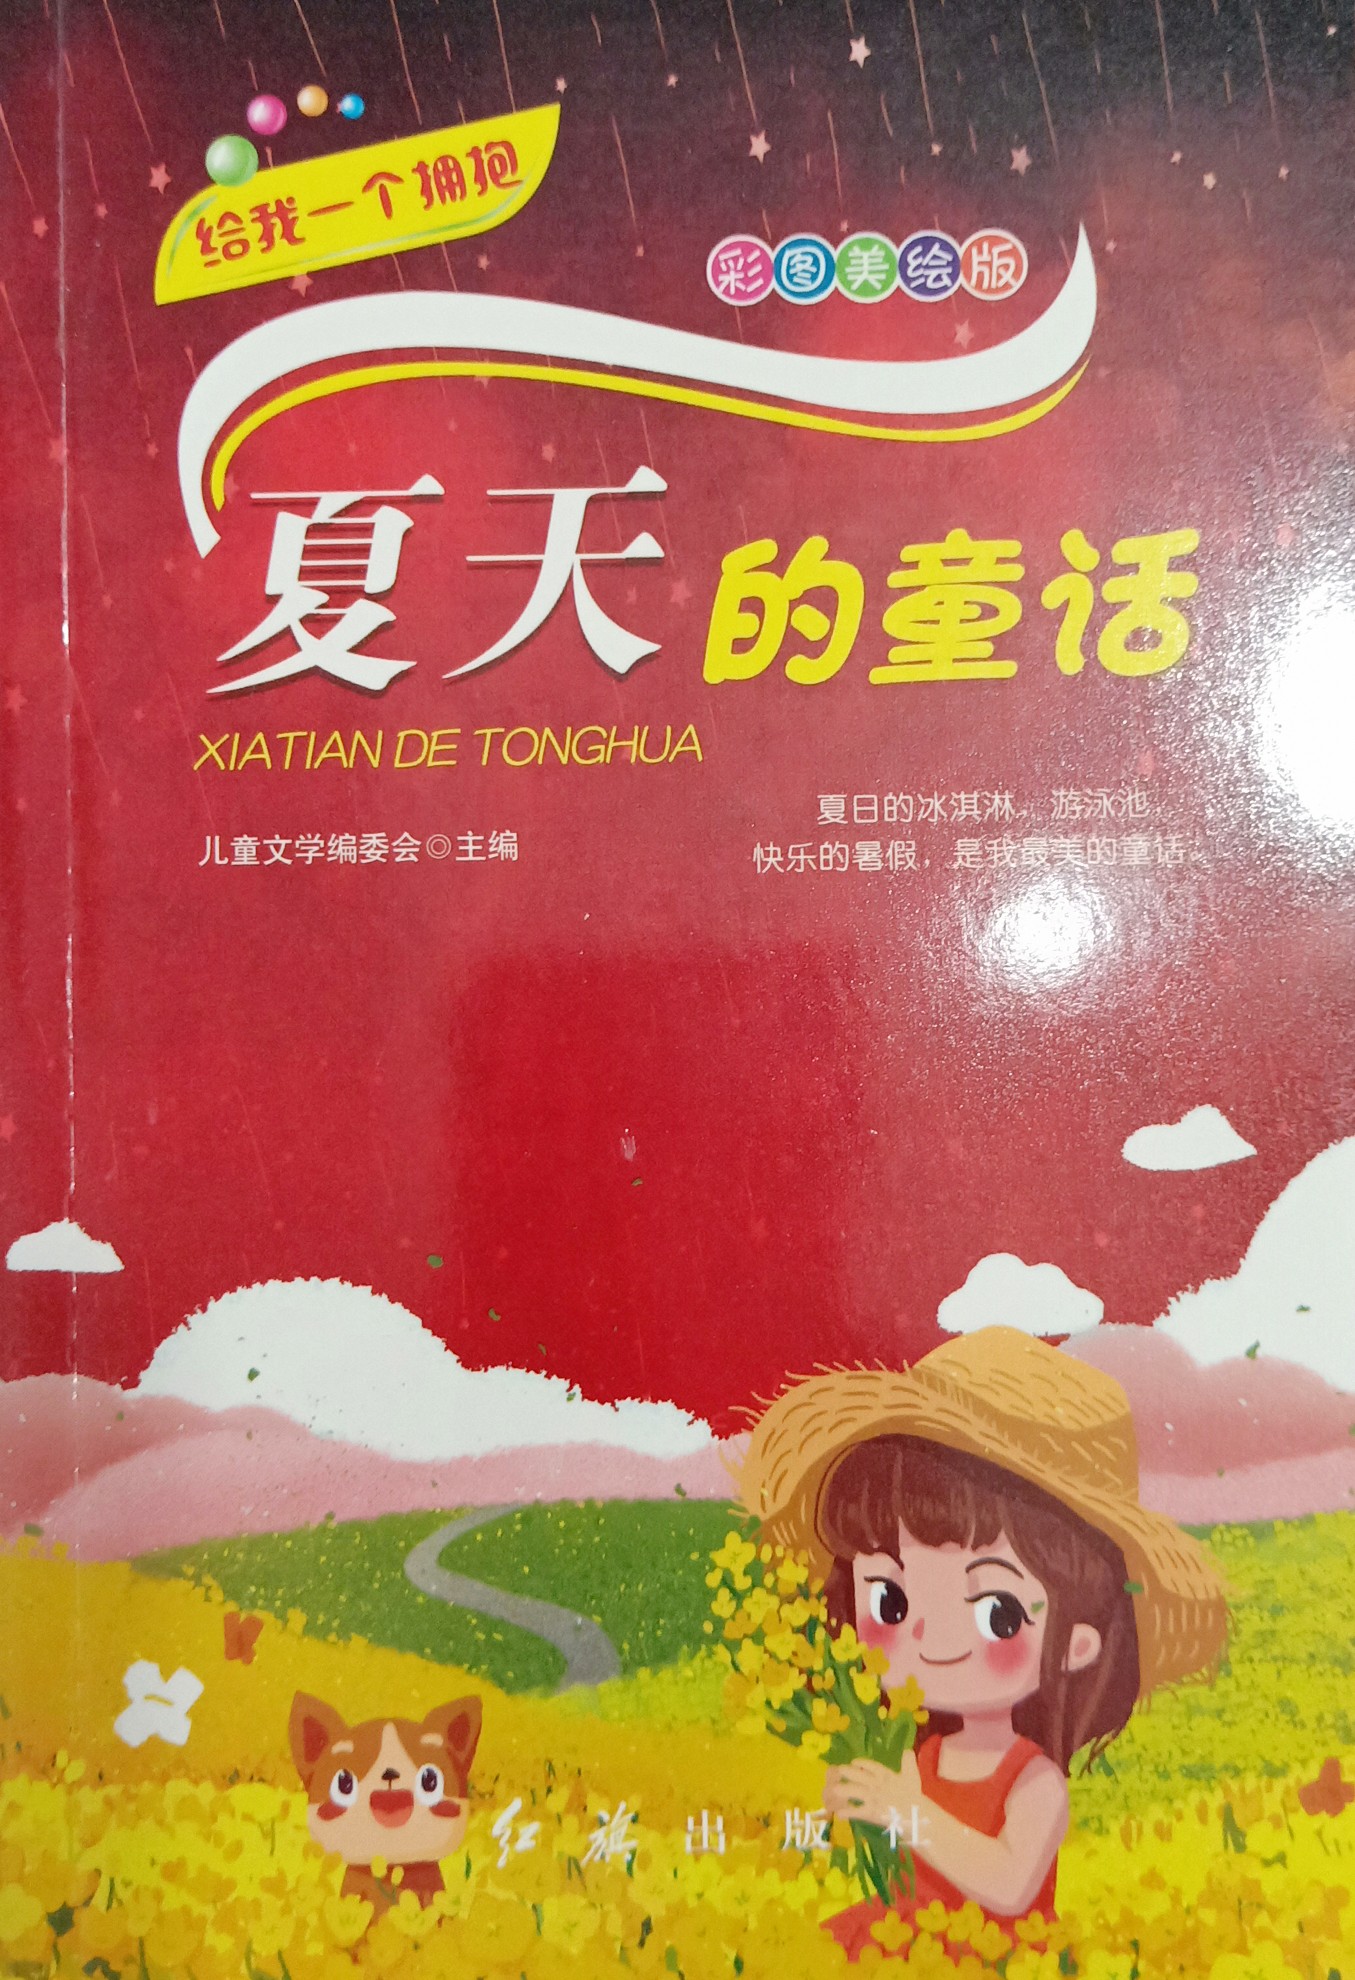 给我一个拥抱
彩图美绘版
夏天的童话
XIATIAN DE TONGHUA
儿童文学编委会◎主编
夏日的冰淇淋，游泳池，
快乐的暑假，是我最美的童话。
红旗出版社